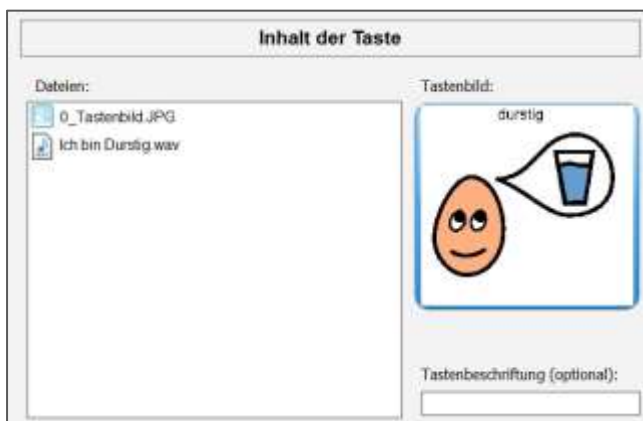 Inhalt der Taste
Dateien:
0_Tastenbild.JPG
Ich bin Durstig.wav
Tastenbild:
durstig
Tastenbeschriftung (optional):